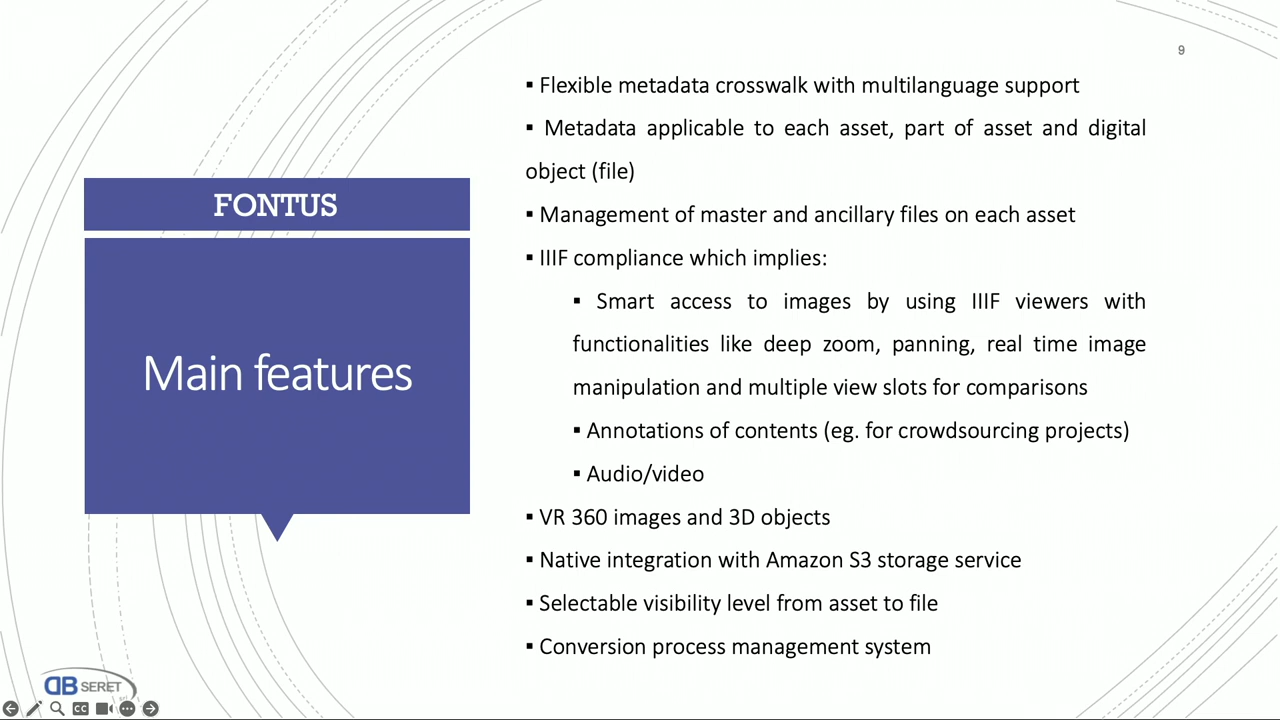 9
FONTUS
Main features
▪ Flexible metadata crosswalk with multilanguage support
▪ Metadata applicable to each asset, part of asset and digital
object (file)
▪ Management of master and ancillary files on each asset
▪ IIIF compliance which implies:
▪ Smart access to images by using IIIF viewers with
functionalities like deep zoom, panning, real time image
manipulation and multiple view slots for comparisons
▪ Annotations of contents (eg. for crowdsourcing projects)
▪ Audio/video
▪ VR 360 images and 3D objects
▪ Native integration with Amazon S3 storage service
▪ Selectable visibility level from asset to file
▪ Conversion process management system
DB SERET
CC